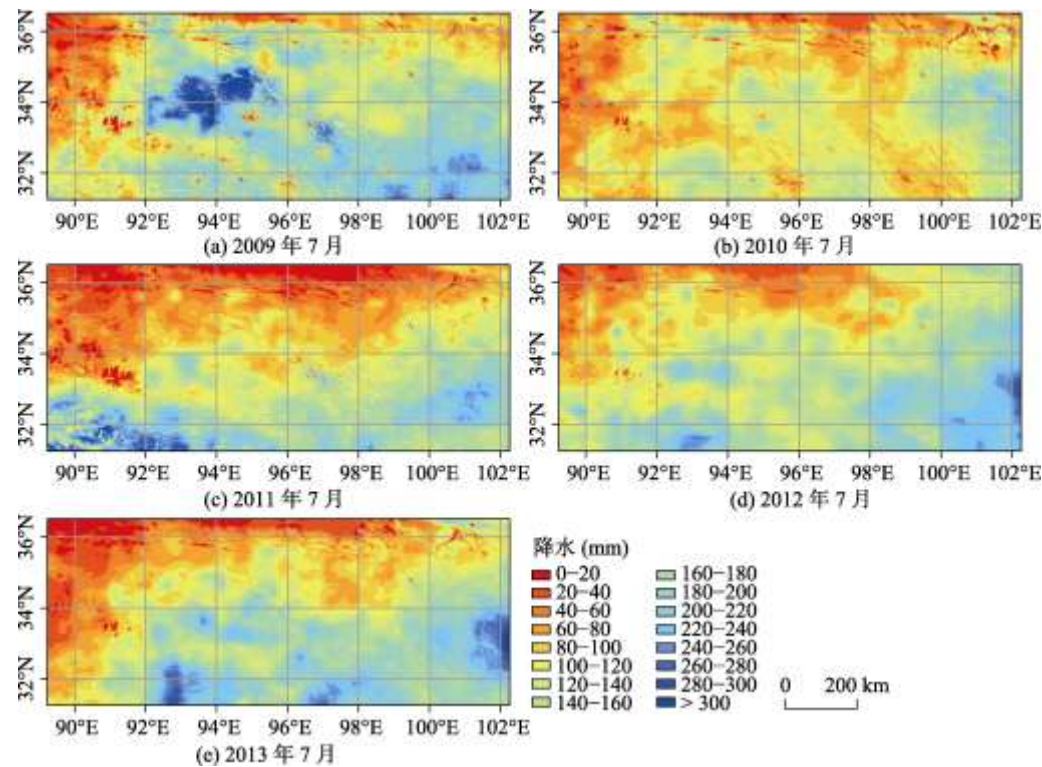 36°N
34°N
32°N
90°E 92°E 94°E 96°E 98°E 100°E 102°E
(a) 2009 年 7 月
36°N
34°N
32°N
90°E 92°E 94°E 96°E 98°E 100°E 102°E
(b) 2010 年 7 月
36°N
34°N
32°N
90°E 92°E 94°E 96°E 98°E 100°E 102°E
(c) 2011 年 7 月
36°N
34°N
32°N
90°E 92°E 94°E 96°E 98°E 100°E 102°E
(d) 2012 年 7 月
36°N
34°N
32°N
90°E 92°E 94°E 96°E 98°E 100°E 102°E
(e) 2013 年 7 月
降水 (mm)
0−20
20−40
40−60
60−80
80−100
100−120
120−140
140−160
160−180
180−200
200−220
220−240
240−260
260−280
280−300
> 300
0 200 km